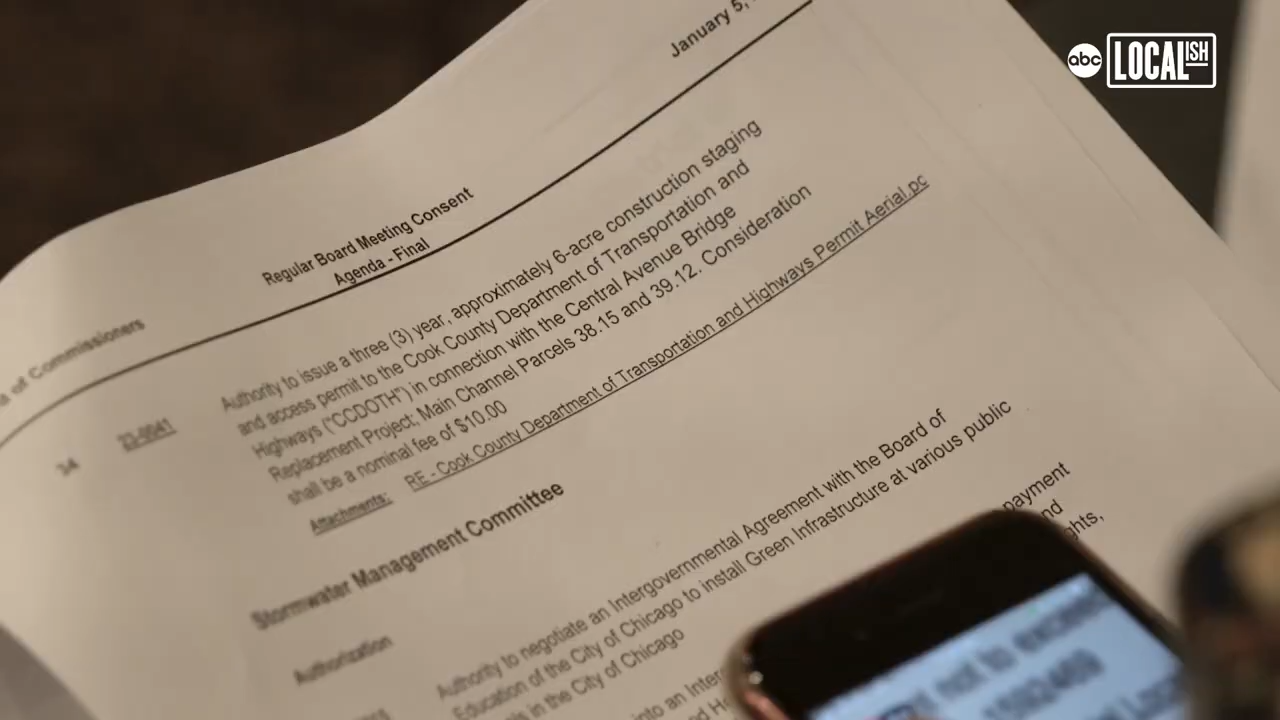 abc LOCALISH
January 5,
Regular Board Meeting Consent
Agenda - Final
of Commissioners
34 23-0041 Authority to issue a three (3) year, approximately 6-acre construction staging
and access permit to the Cook County Department of Transportation and
Highways ("CCDOTH") in connection with the Central Avenue Bridge
Replacement Project; Main Channel Parcels 38.15 and 39.12. Consideration
shall be a nominal fee of $10.00
Attachments: RE - Cook County Department of Transportation and Highways Permit Aerial.pc
Stormwater Management Committee
Authorization
Authority to negotiate an Intergovernmental Agreement with the Board of
Education of the City of Chicago to install Green Infrastructure at various public
in the City of Chicago
into an
payment
not to